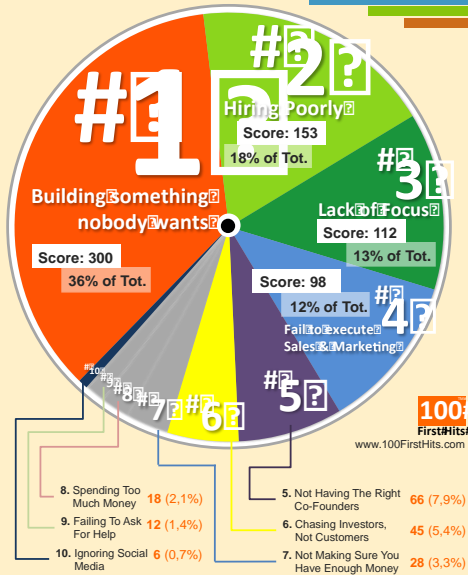 #1
Building something
nobody wants
Score: 300
36% of Tot.
#2
Hiring Poorly
Score: 153
18% of Tot.
#3
Lack of Focus
Score: 112
13% of Tot.
Score: 98
12% of Tot.
#4
Fail to execute
Sales & Marketing
#5
#6
#7
#8
#9
#10
100#
First#Hits#
www.100FirstHits.com
8. Spending Too
Much Money 18 (2,1%)
9. Failing To Ask
For Help 12 (1,4%)
10. Ignoring Social
Media 6 (0,7%)
5. Not Having The Right
Co-Founders 66 (7,9%)
6. Chasing Investors,
Not Customers 45 (5,4%)
7. Not Making Sure You
Have Enough Money 28 (3,3%)